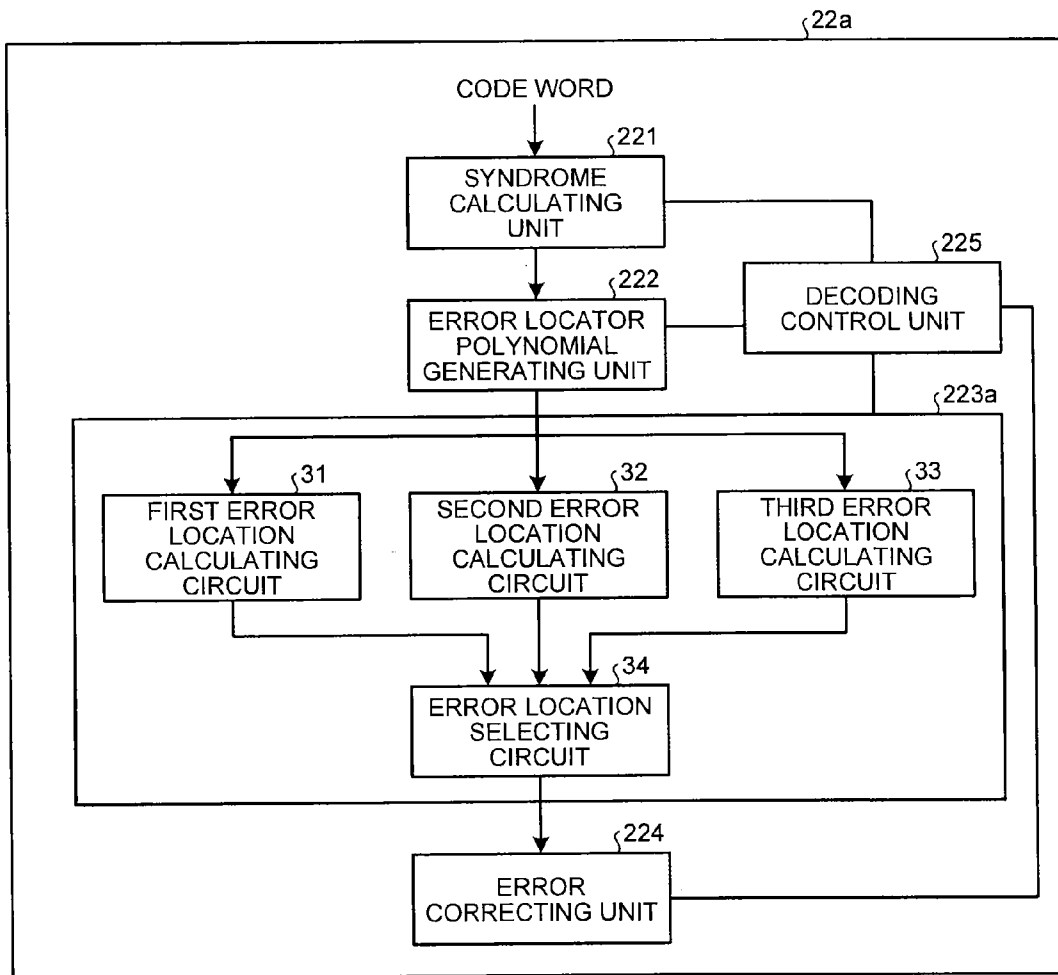 22a
CODE WORD
221
SYNDROME
CALCULATING
UNIT
225
DECODING
CONTROL UNIT
222
ERROR LOCATOR
POLYNOMIAL
GENERATING UNIT
223a
31
FIRST ERROR
LOCATION
CALCULATING
CIRCUIT
32
SECOND ERROR
LOCATION
CALCULATING
CIRCUIT
33
THIRD ERROR
LOCATION
CALCULATING
CIRCUIT
34
ERROR LOCATION
SELECTING
CIRCUIT
224
ERROR
CORRECTING UNIT